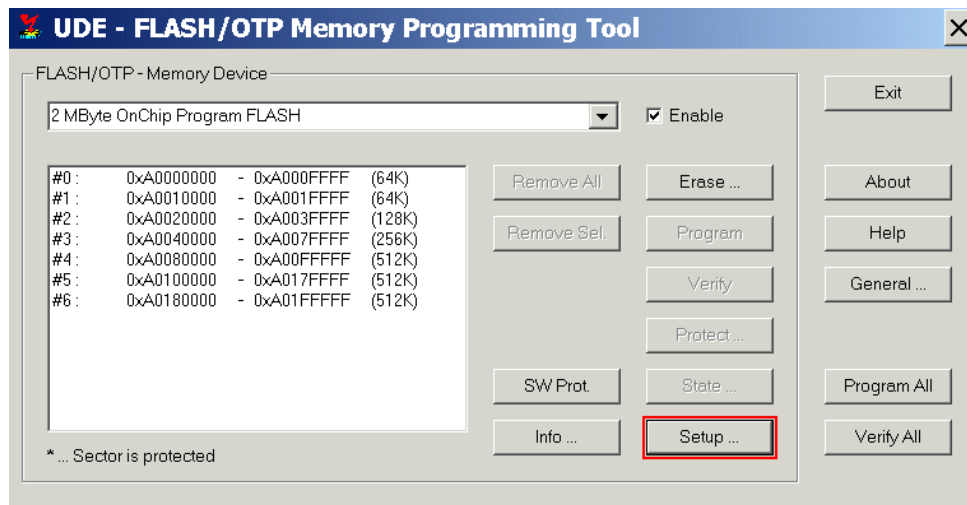 UDE - FLASH/OTP Memory Programming Tool
FLASH/OTP - Memory Device
2 MByte OnChip Program FLASH
Enable
Exit
#0 : 0xA0000000 - 0xA000FFFF (64K)
#1 : 0xA0010000 - 0xA001FFFF (64K)
#2 : 0xA0020000 - 0xA003FFFF (128K)
#3 : 0xA0040000 - 0xA007FFFF (256K)
#4 : 0xA0080000 - 0xA00FFFFF (512K)
#5 : 0xA0100000 - 0xA017FFFF (512K)
#6 : 0xA0180000 - 0xA01FFFFF (512K)
Remove All
Erase ...
About
Remove Sel.
Program
Help
Verify
General ...
Protect ...
SW Prot.
State ...
Program All
Info ...
Setup ...
Verify All
* ... Sector is protected